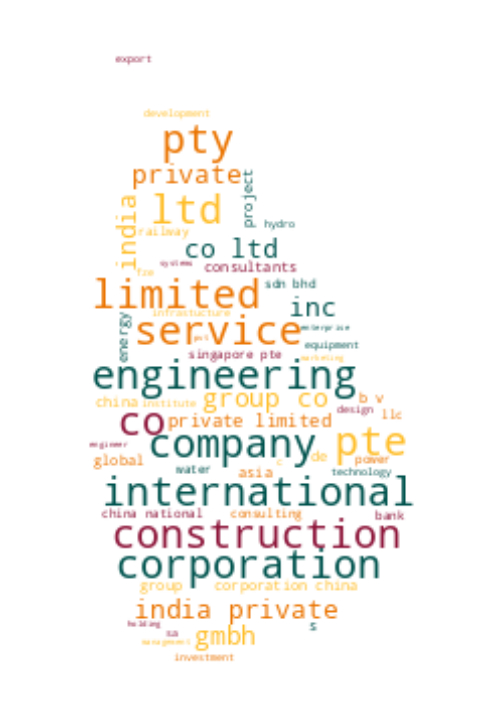 export
development
pty
private
project
india
ltd
hydro
railway
co ltd
systems
consultants
fze
sdn bhd
limited
inc
infrastucture
energy
service
enterprise
pvt
equipment
singapore pte
marketing
engineering
group co
b v
china
institute
design
llc
co
private limited
company
pte
engineer
de
global
power
c
water
asia
technology
international
china national
consulting
bank
construction
corporation
group
corporation china
india private
holding
s
sa
gmbh
management
investment